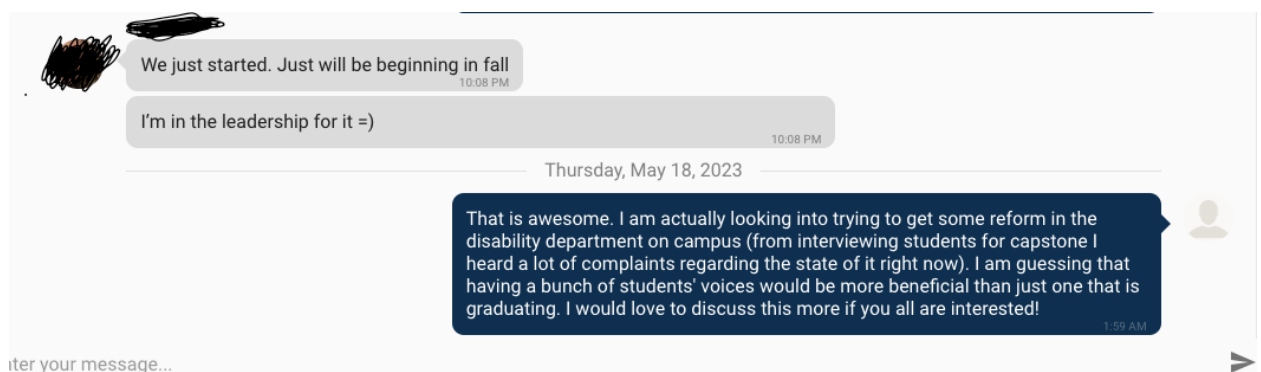 We just started. Just will be beginning in fall
10:08 PM
I'm in the leadership for it =)
10:08 PM
Thursday, May 18, 2023
That is awesome. I am actually looking into trying to get some reform in the
disability department on campus (from interviewing students for capstone I
heard a lot of complaints regarding the state of it right now). I am guessing that
having a bunch of students' voices would be more beneficial than just one that is
graduating. I would love to discuss this more if you all are interested!
1:59 AM
your message...